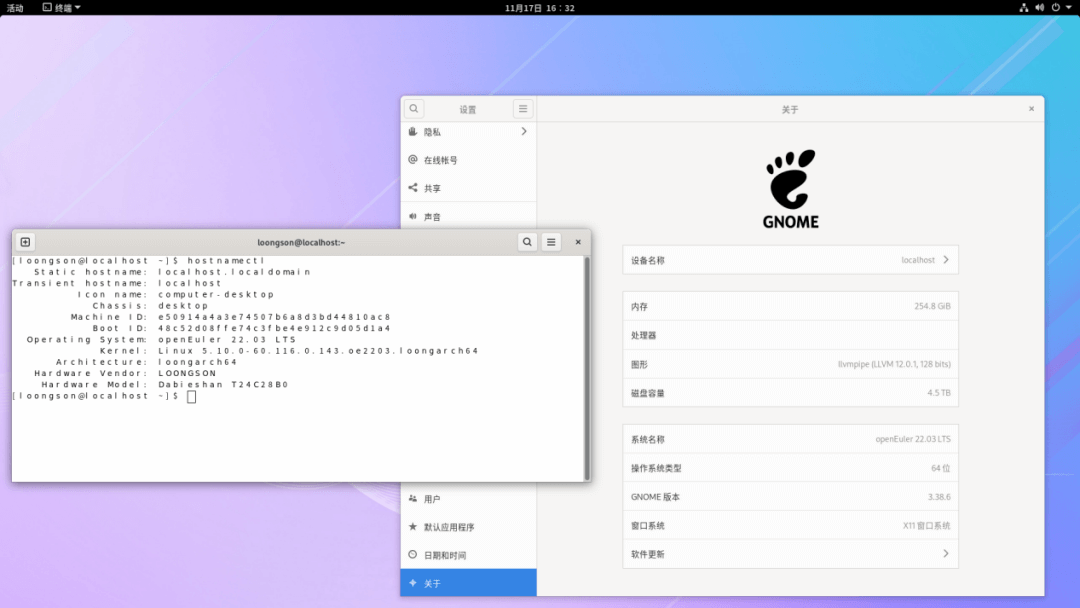 活动
终端
11月17日 16：32
设置
关于
隐私
在线帐号
共享
声音
用户
默认应用程序
日期和时间
关于
GNOME
设备名称 localhost
内存 254.8 GiB
处理器
图形 llvmpipe (LLVM 12.0.1, 128 bits)
磁盘容量 4.5 TB
系统名称 openEuler 22.03 LTS
操作系统类型 64 位
GNOME 版本 3.38.6
窗口系统 X11 窗口系统
软件更新
loongson@localhost:~
[loongson@localhost ~]$ hostnamectl
Static hostname: localhost.localdomain
Transient hostname: localhost
Icon name: computer-desktop
Chassis: desktop
Machine ID: e50914a4a3e74507b6a8d3bd44810ac8
Boot ID: 48c52d08ffe74c3fbe4e912c9d05d1a4
Operating System: openEuler 22.03 LTS
Kernel: Linux 5.10.0-60.116.0.143.oe2203.loongarch64
Architecture: loongarch64
Hardware Vendor: LOONGSON
Hardware Model: Dabieshan T24C28B0
[loongson@localhost ~]$